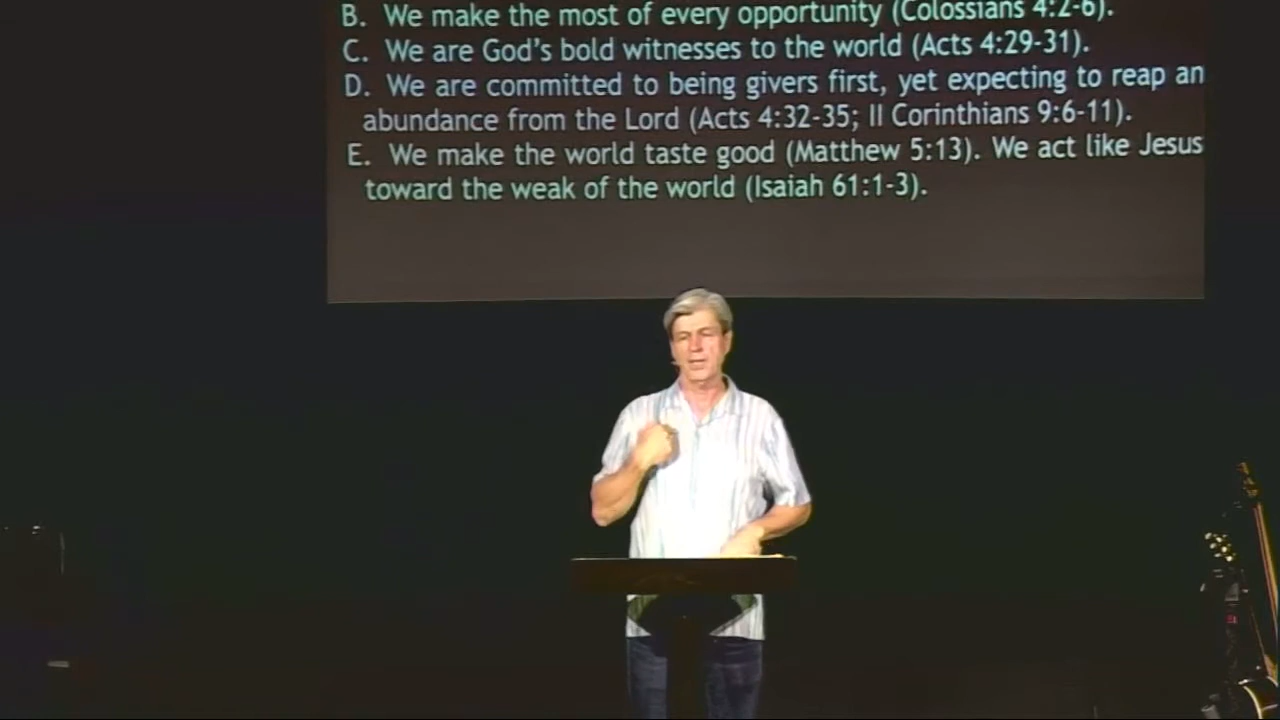 B. We make the most of every opportunity (Colossians 4:2-6).
C. We are God's bold witnesses to the world (Acts 4:29-31).
D. We are committed to being givers first, yet expecting to reap an
abundance from the Lord (Acts 4:32-35; II Corinthians 9:6-11).
E. We make the world taste good (Matthew 5:13). We act like Jesus
toward the weak of the world (Isaiah 61:1-3).